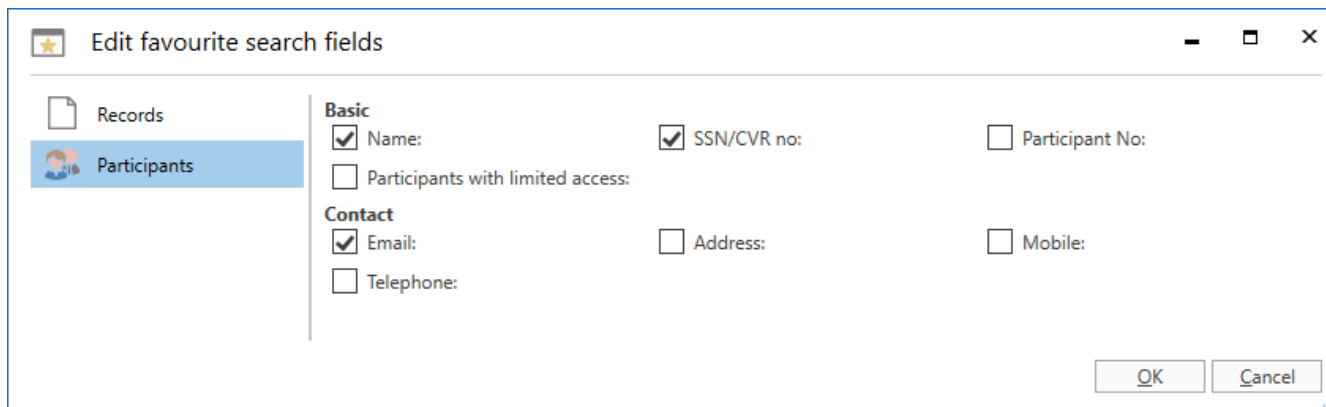 Edit favourite search fields
Records
Participants
Basic
Name: SSN/CVR no: Participant No:
Participants with limited access:
Contact
Email: Address: Mobile:
Telephone:
OK Cancel